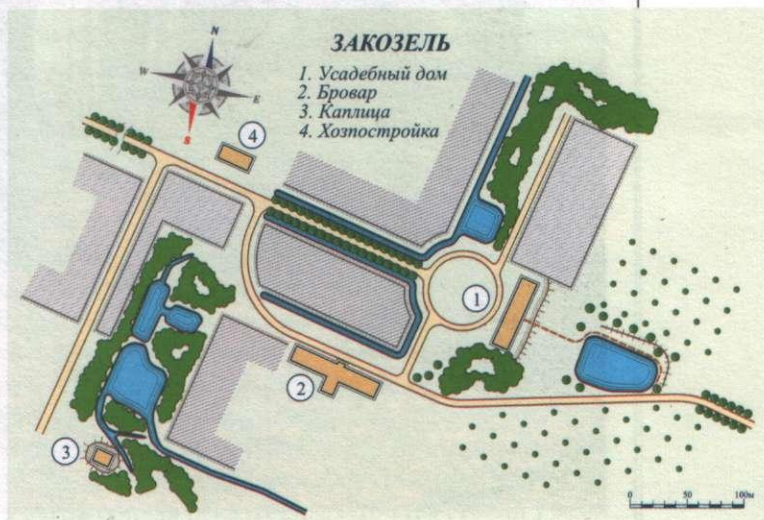 ЗАКОЗЕЛЬ
1. Усадебный дом
2. Бровар
3. Каплица
4. Хозпостройка
N
W
E
S
4
1
2
3
0 50 100м